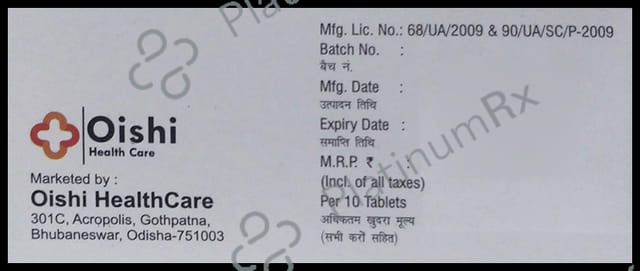 Mfg. Lic. No.: 68/UA/2009 & 90/UA/SC/P-2009
Batch No. :
बैच नं.
Mfg. Date :
उत्पादन तिथि
Expiry Date :
समाप्ति तिथि
M.R.P. ₹ :
(Incl. of all taxes)
Per 10 Tablets
अधिकतम खुदरा मूल्य
(सभी करों सहित)
Oishi
Health Care
Marketed by :
Oishi HealthCare
301C, Acropolis, Gothpatna,
Bhubaneswar, Odisha-751003
PlatinumRx